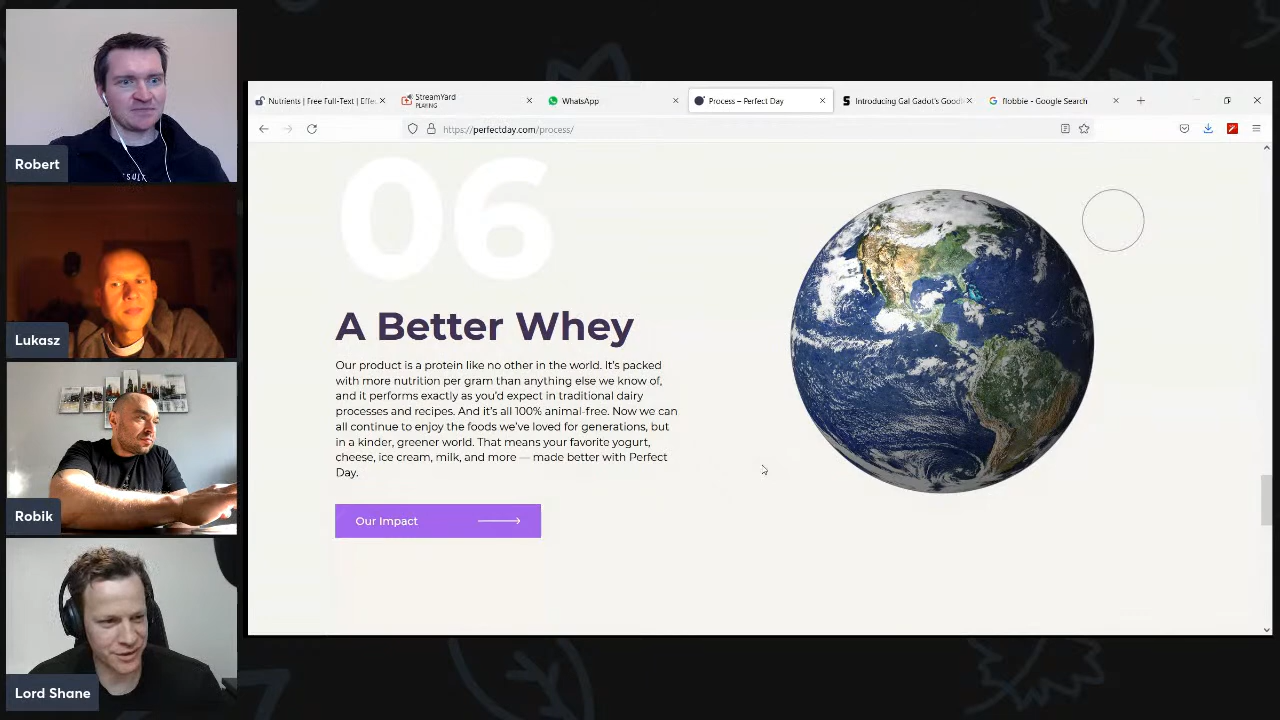 Robert
SULT
Lukasz
Robik
Lord Shane
Nutrients | Free Full-Text | Effe
StreamYard
PLAYING
WhatsApp
Process – Perfect Day
Introducing Gal Gadot's Goodl
flobbie - Google Search
https://perfectday.com/process/
06
A Better Whey
Our product is a protein like no other in the world. It's packed
with more nutrition per gram than anything else we know of,
and it performs exactly as you'd expect in traditional dairy
processes and recipes. And it's all 100% animal-free. Now we can
all continue to enjoy the foods we've loved for generations, but
in a kinder, greener world. That means your favorite yogurt,
cheese, ice cream, milk, and more — made better with Perfect
Day.
Our Impact